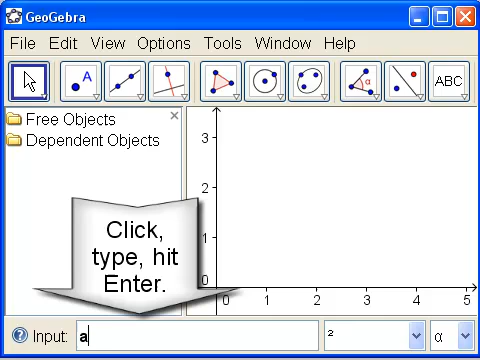 GeoGebra
File Edit View Options Tools Window Help
A α ABC
Free Objects
Dependent Objects
3
2
1
0
0 1 2 3 4 5
Click,
type, hit
Enter.
Input: a ² α